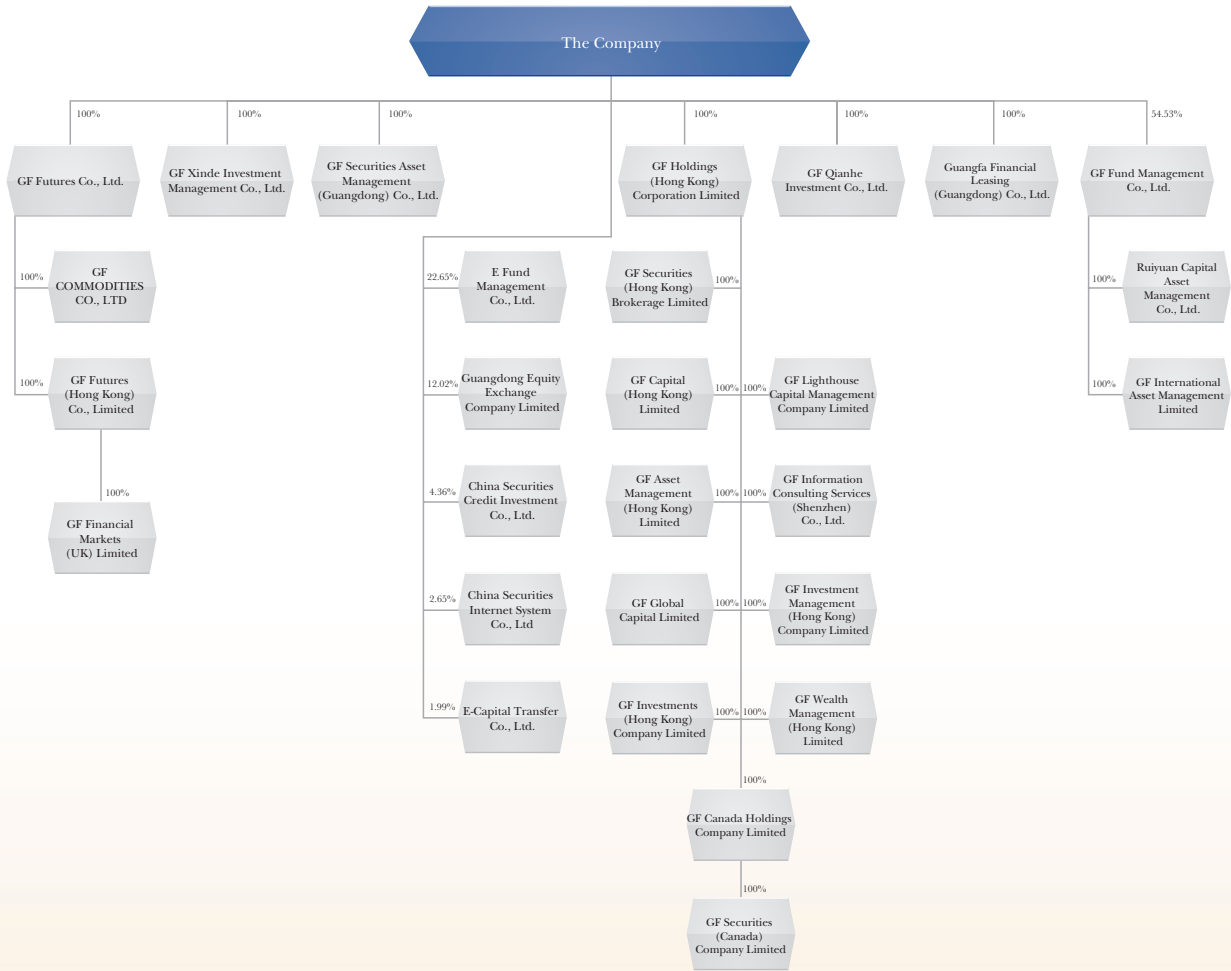 The Company
100%
100%
100%
100%
100%
100%
54.53%
GF Futures Co., Ltd.
GF Xinde Investment
Management Co., Ltd.
GF Securities Asset
Management
(Guangdong) Co., Ltd.
GF Holdings
(Hong Kong)
Corporation Limited
GF Qianhe
Investment Co., Ltd.
Guangfa Financial
Leasing
(Guangdong) Co., Ltd.
GF Fund Management
Co., Ltd.
100%
GF
COMMODITIES
CO., LTD
22.65%
E Fund
Management
Co., Ltd.
GF Securities
(Hong Kong)
Brokerage Limited
100%
100%
Ruiyuan Capital
Asset
Management
Co., Ltd.
100%
GF Futures
(Hong Kong)
Co., Limited
12.02%
Guangdong Equity
Exchange
Company Limited
GF Capital
(Hong Kong)
Limited
100%
100%
GF Lighthouse
Capital Management
Company Limited
100%
GF International
Asset Management
Limited
100%
GF Financial
Markets
(UK) Limited
4.36%
China Securities
Credit Investment
Co., Ltd.
GF Asset
Management
(Hong Kong)
Limited
100%
100%
GF Information
Consulting Services
(Shenzhen)
Co., Ltd.
2.65%
China Securities
Internet System
Co., Ltd
GF Global
Capital Limited
100%
100%
GF Investment
Management
(Hong Kong)
Company Limited
1.99%
E-Capital Transfer
Co., Ltd.
GF Investments
(Hong Kong)
Company Limited
100%
100%
GF Wealth
Management
(Hong Kong)
Limited
100%
GF Canada Holdings
Company Limited
100%
GF Securities
(Canada)
Company Limited